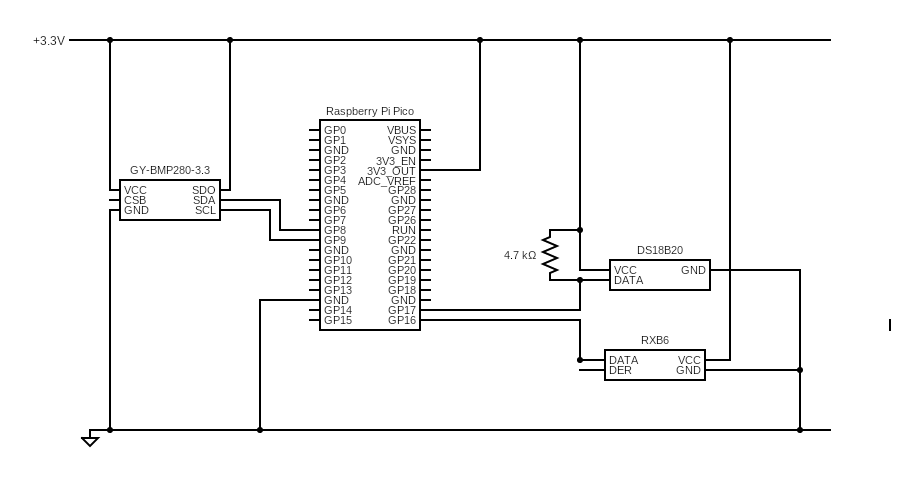 +3.3V
Raspberry Pi Pico
GP0 VBUS
GP1 VSYS
GND GND
GP2 3V3_EN
GP3 3V3_OUT
GP4 ADC_VREF
GP5 GP28
GND GND
GP6 GP27
GP7 GP26
GP8 RUN
GP9 GP22
GND GND
GP10 GP21
GP11 GP20
GP12 GP19
GP13 GP18
GND GND
GP14 GP17
GP15 GP16
GY-BMP280-3.3
VCC SDO
CSB SDA
GND SCL
4.7 kΩ
DS18B20
VCC GND
DATA
RXB6
DATA VCC
DER GND